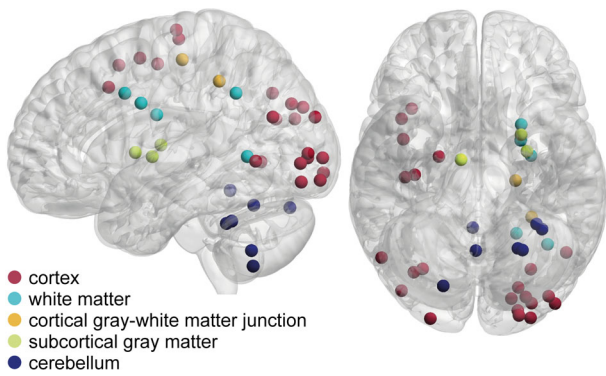 cortex
white matter
cortical gray-white matter junction
subcortical gray matter
cerebellum